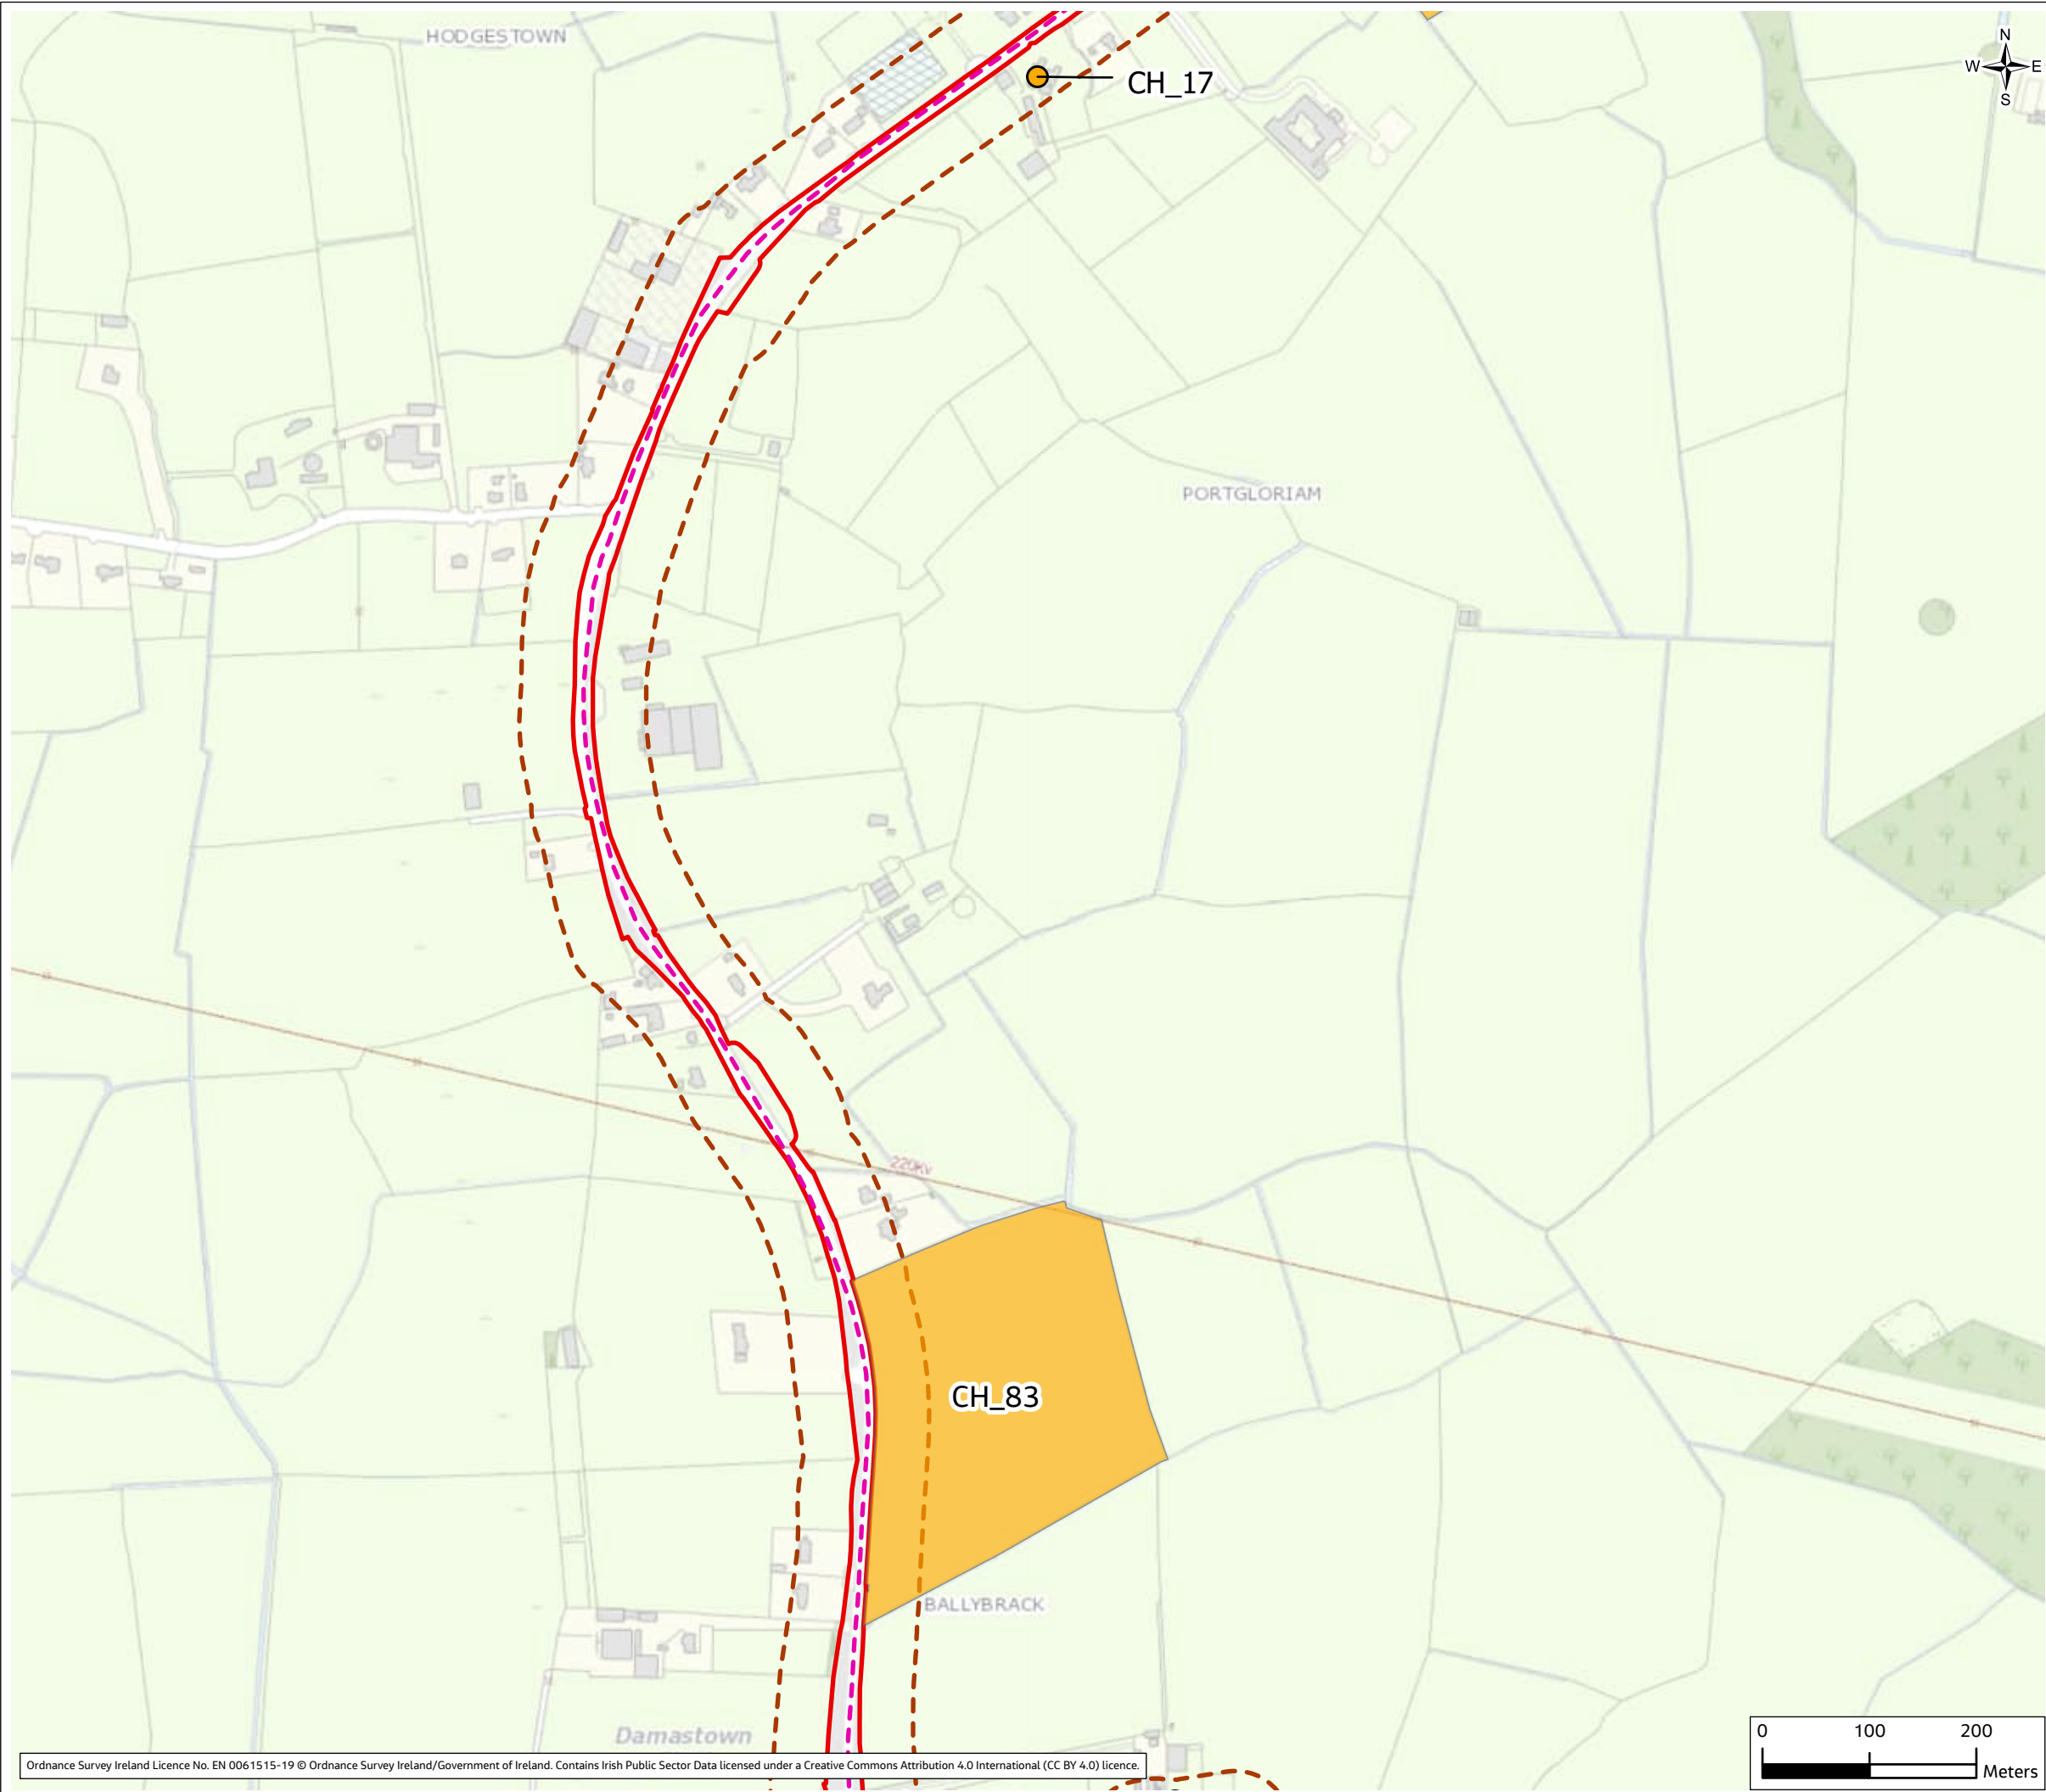 HODGESTOWN
N
W E
S
CH_17
PORTGLORIAM
220Kv
CH_83
BALLYBRACK
Damastown
0 100 200
Meters
Ordnance Survey Ireland Licence No. EN 0061515-19 © Ordnance Survey Ireland/Government of Ireland. Contains Irish Public Sector Data licensed under a Creative Commons Attribution 4.0 International (CC BY 4.0) licence.